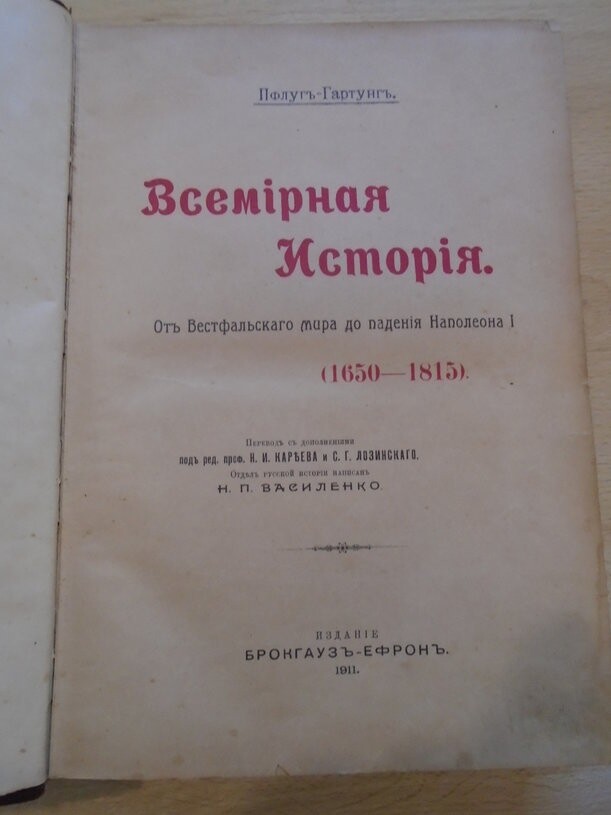 Пфлугъ-Гартунгъ.
Всемірная
Исторія.
Отъ Вестфальскаго мира до паденія Наполеона I
(1650—1815).
Переводъ съ дополненіями
подъ ред. проф. Н. И. КАРѢЕВА и С. Г. ЛОЗИНСКАГО.
Отдѣлъ русской исторіи написанъ
Н. П. ВАСИЛЕНКО.
ИЗДАНІЕ
БРОКГАУЗЪ-ЕФРОНЪ.
1911.